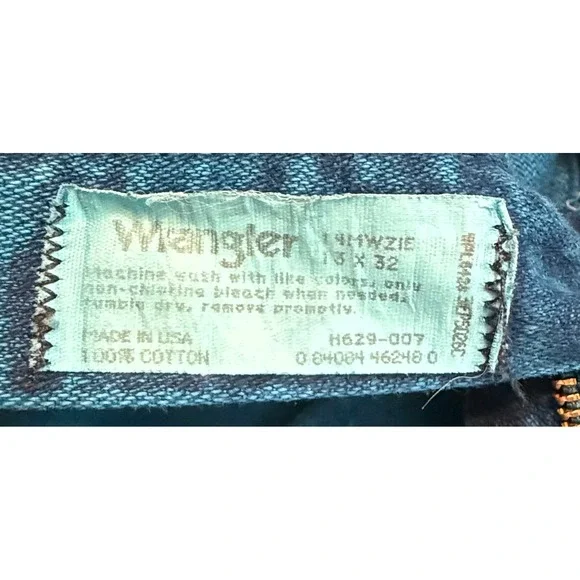 Wrangler
14MWZIE
13 X 32
Machine wash with like colors; only
non-chlorine bleach when needed;
tumble dry, remove promptly.
MADE IN USA
H629-007
100% COTTON
0 84084 46248 0